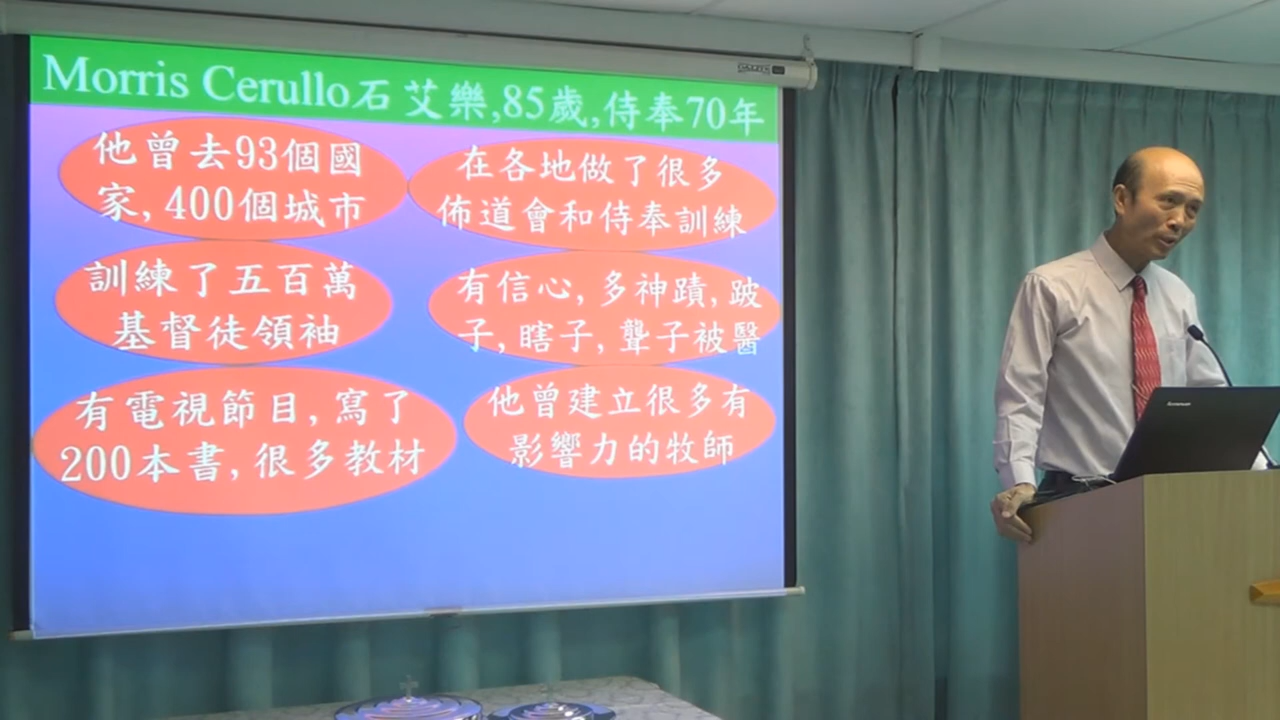 Morris Cerullo石艾樂,85歲,侍奉70年
他曾去93個國
家,400個城市
在各地做了很多
佈道會和侍奉訓練
訓練了五百萬
基督徒領袖
有信心,多神蹟,跛
子,瞎子,聾子被醫
有電視節目,寫了
200本書,很多教材
他曾建立很多有
影響力的牧師
lenovo